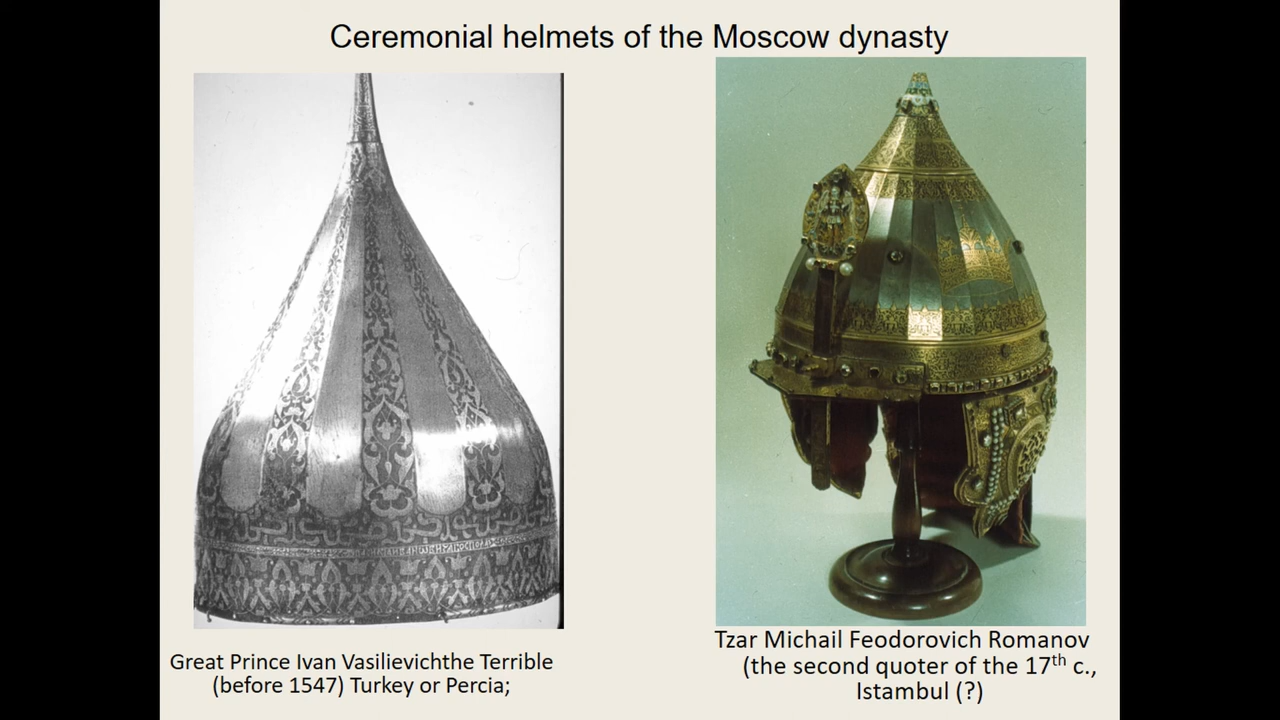 Ceremonial helmets of the Moscow dynasty
Great Prince Ivan Vasilievichthe Terrible
(before 1547) Turkey or Percia;
Tzar Michail Feodorovich Romanov
(the second quoter of the 17th c.,
Istambul (?)